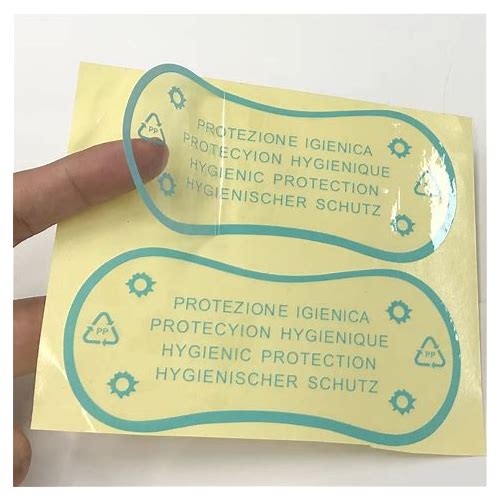 PROTEZIONE IGIENICA
PROTECYION HYGIENIQUE
HYGIENIC PROTECTION
HYGIENISCHER SCHUTZ
PP
PROTEZIONE IGIENICA
PROTECYION HYGIENIQUE
HYGIENIC PROTECTION
HYGIENISCHER SCHUTZ
PP
PP